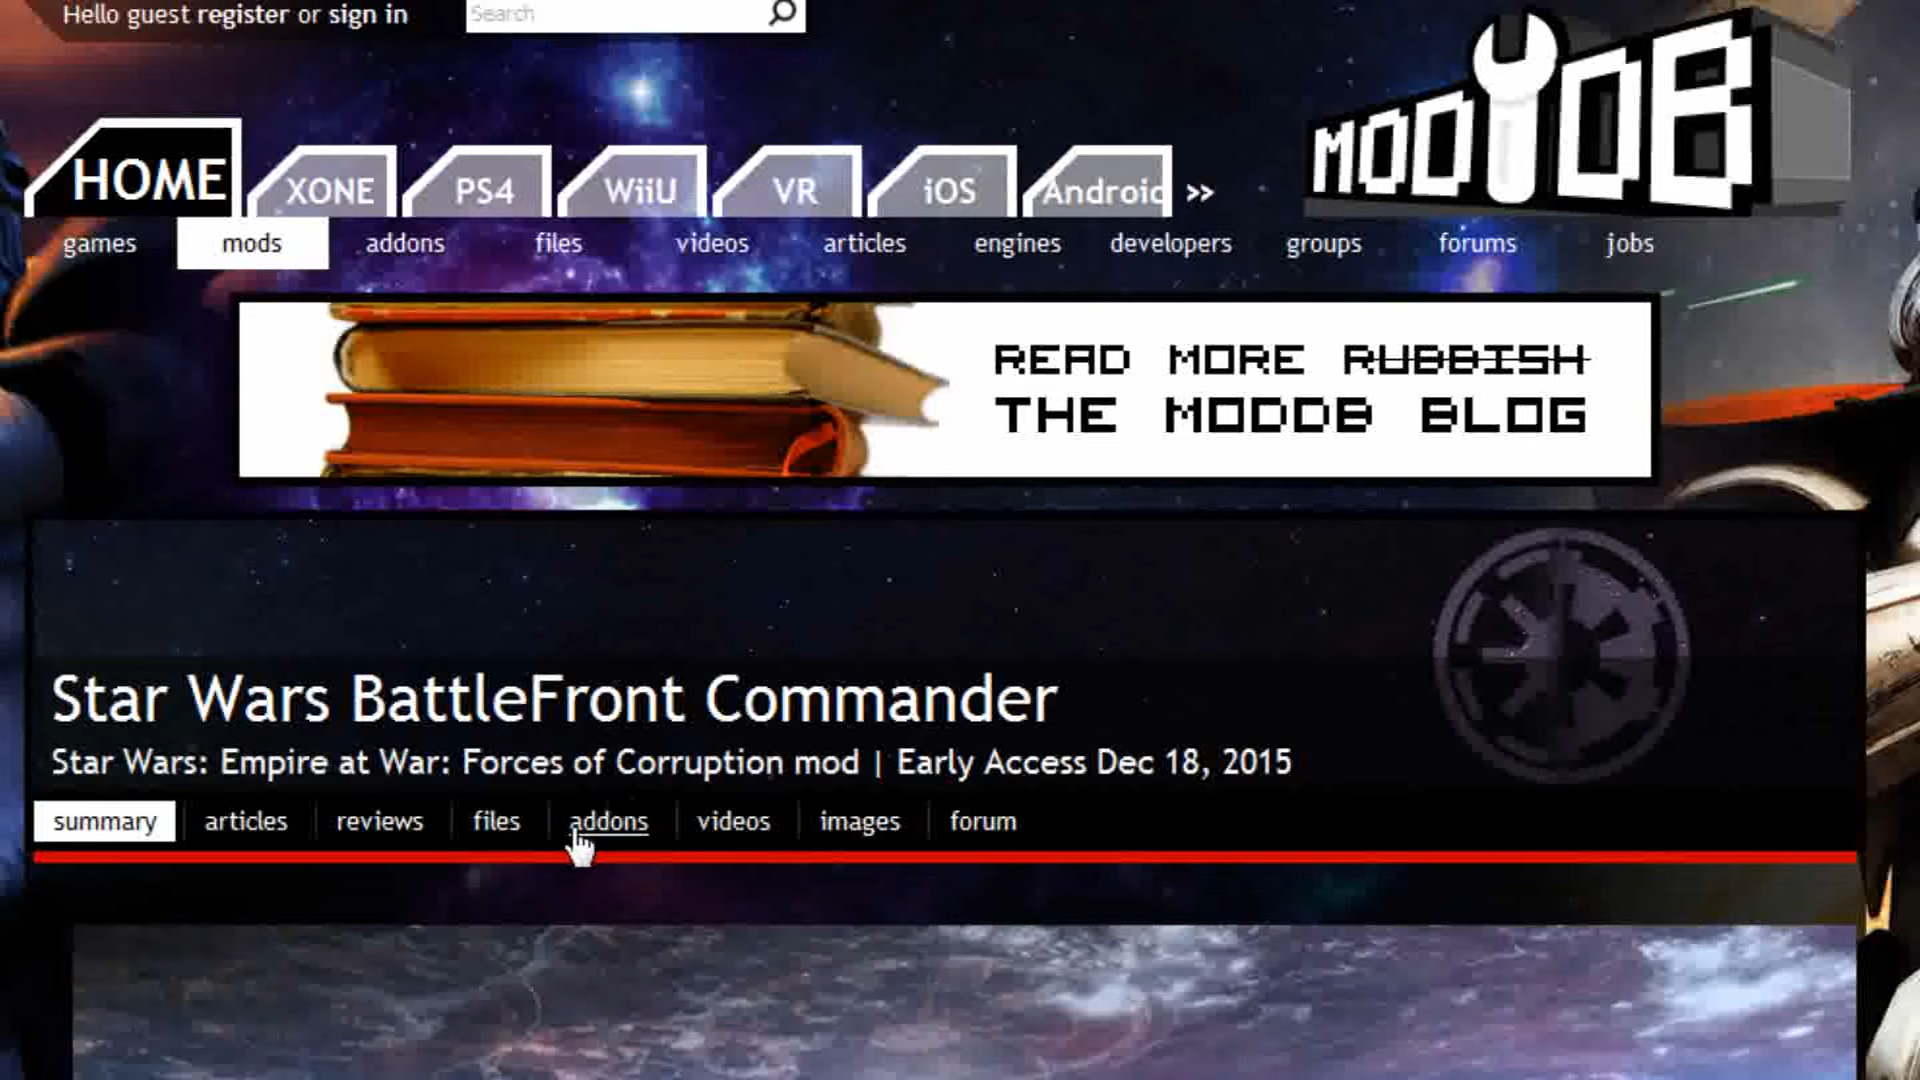 Hello guest register or sign in
Search
MODDB
HOME XONE PS4 WiiU VR iOS Android >>
games mods addons files videos articles engines developers groups forums jobs
READ MORE RUBBISH
THE MODDB BLOG
Star Wars BattleFront Commander
Star Wars: Empire at War: Forces of Corruption mod | Early Access Dec 18, 2015
summary articles reviews files addons videos images forum